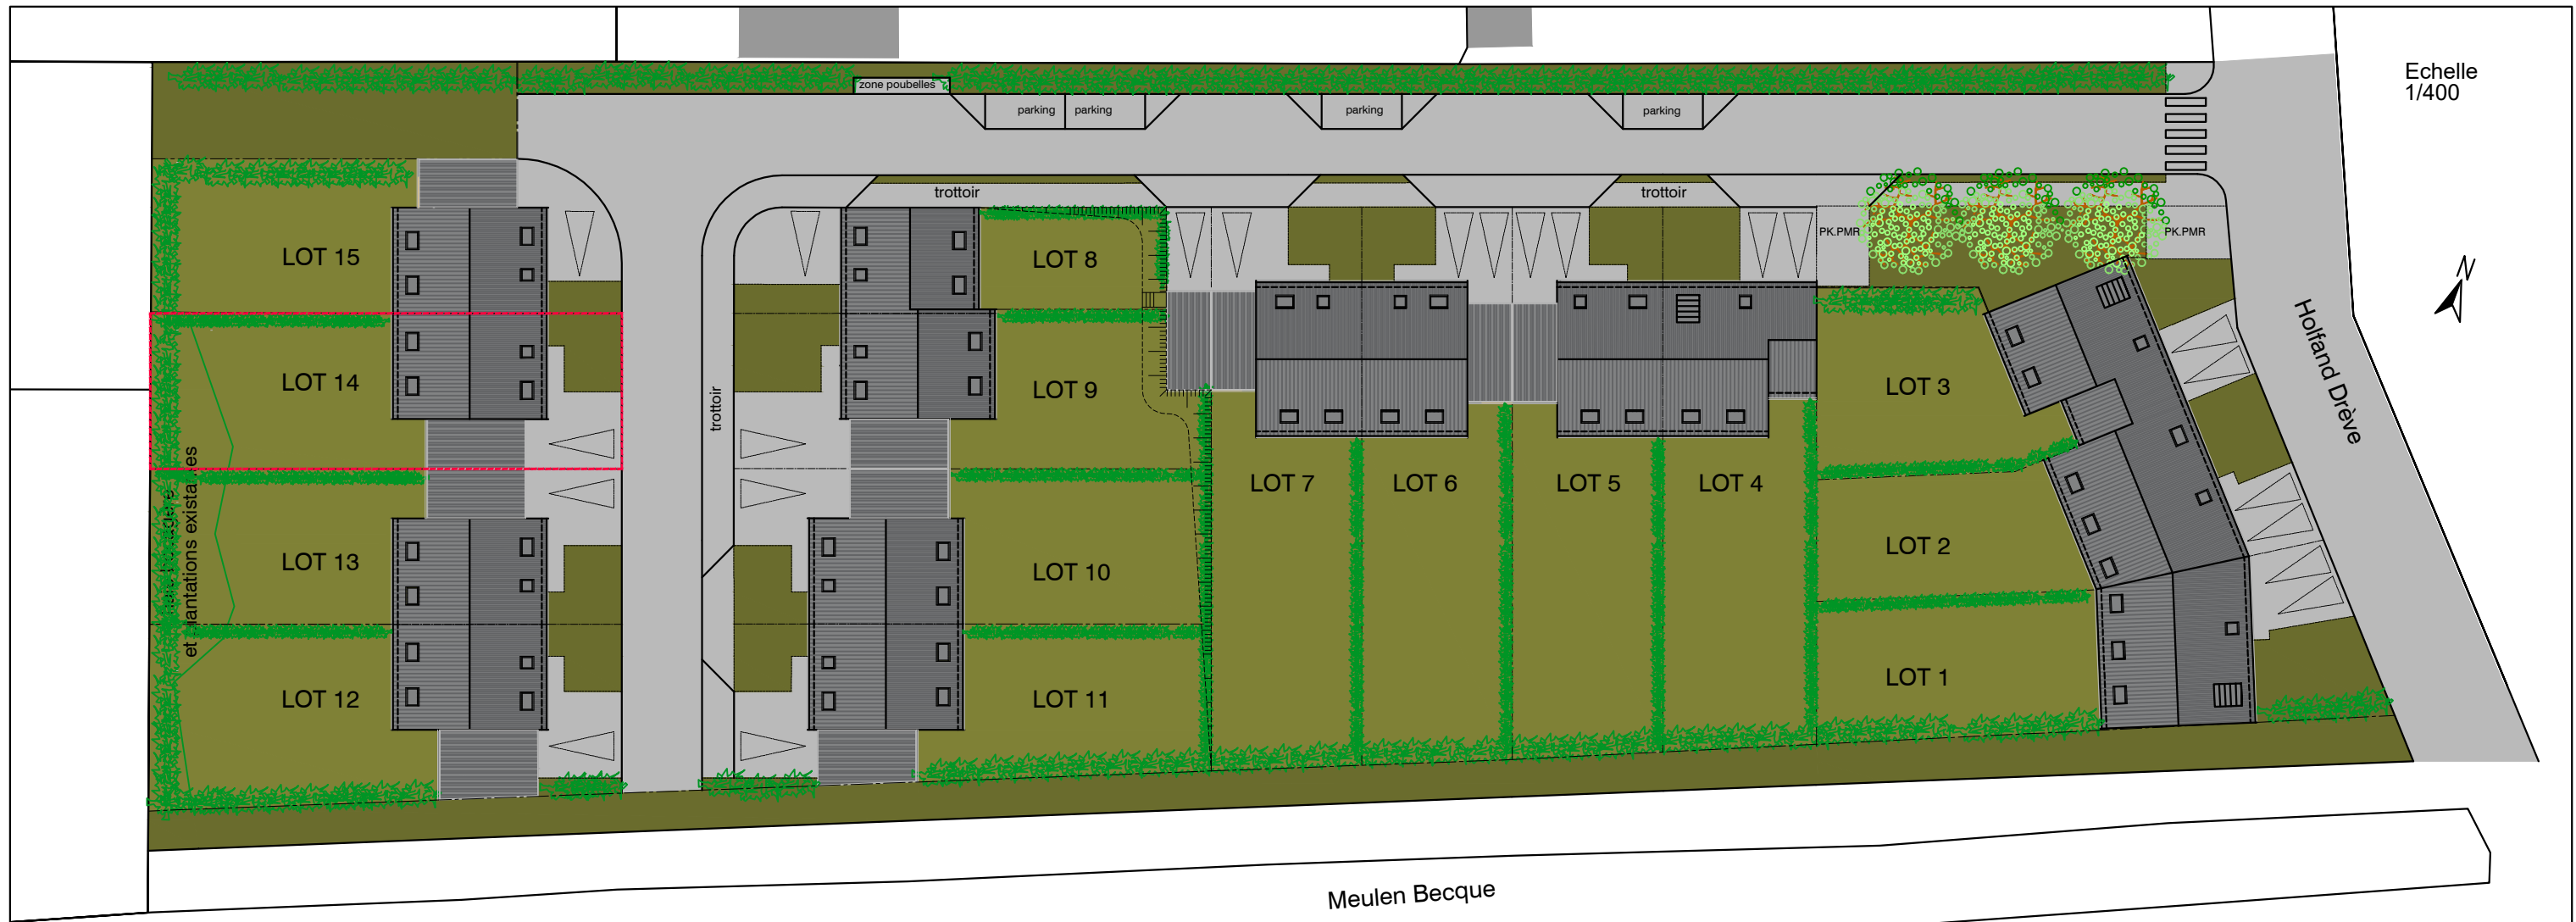 Echelle
1/400
zone poubelles
parking
parking
parking
parking
trottoir
trottoir
PK.PMR
PK.PMR
N
LOT 15
LOT 8
LOT 14
LOT 9
LOT 3
Holfand Drève
trottoir
LOT 7
LOT 6
LOT 5
LOT 4
LOT 13
LOT 10
LOT 2
LOT 12
LOT 11
LOT 1
et
Meulen Becque